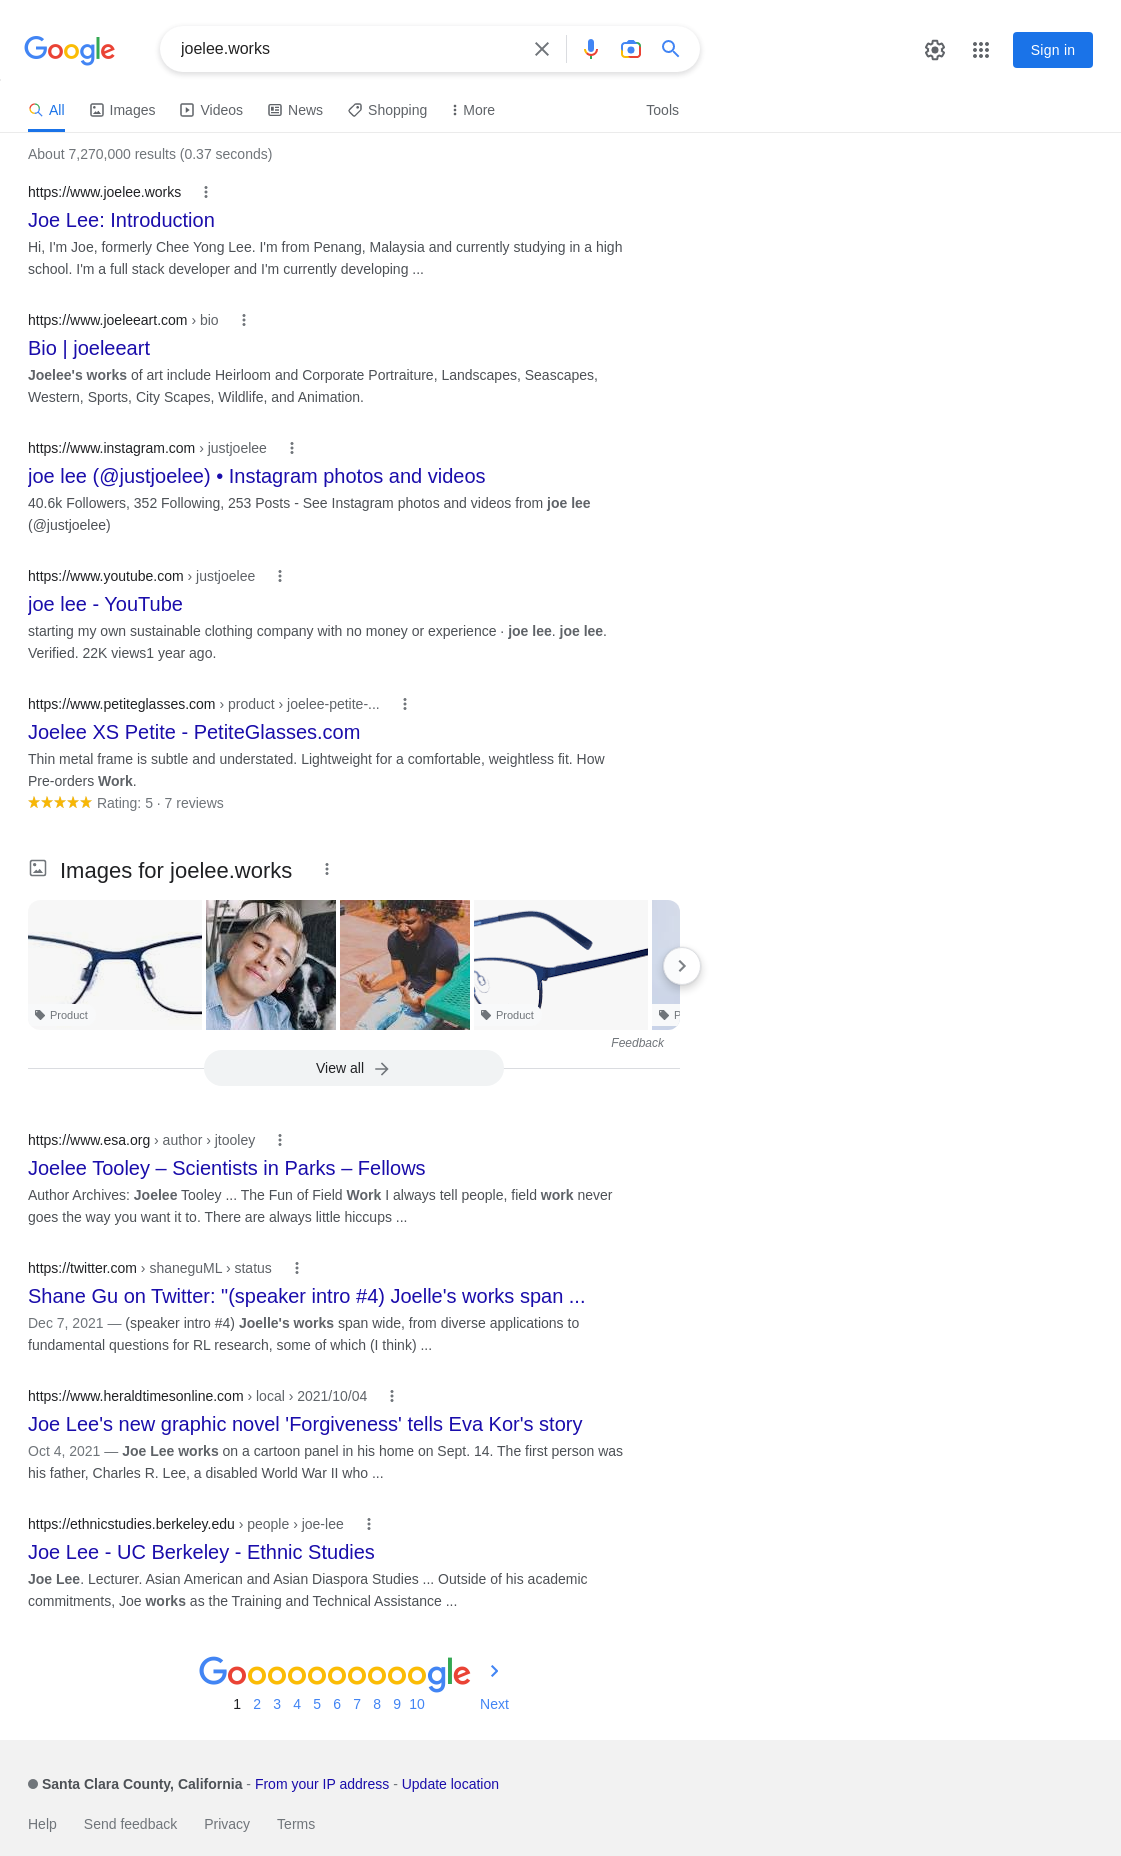 Google
joelee.works
Sign in
All Images Videos News Shopping More Tools
About 7,270,000 results (0.37 seconds)
https://www.joelee.works
Joe Lee: Introduction
Hi, I'm Joe, formerly Chee Yong Lee. I'm from Penang, Malaysia and currently studying in a high
school. I'm a full stack developer and I'm currently developing ...
https://www.joeleeart.com › bio
Bio | joeleeart
Joelee's works of art include Heirloom and Corporate Portraiture, Landscapes, Seascapes,
Western, Sports, City Scapes, Wildlife, and Animation.
https://www.instagram.com › justjoelee
joe lee (@justjoelee) • Instagram photos and videos
40.6k Followers, 352 Following, 253 Posts - See Instagram photos and videos from joe lee
(@justjoelee)
https://www.youtube.com › justjoelee
joe lee - YouTube
starting my own sustainable clothing company with no money or experience · joe lee. joe lee.
Verified. 22K views1 year ago.
https://www.petiteglasses.com › product › joelee-petite-...
Joelee XS Petite - PetiteGlasses.com
Thin metal frame is subtle and understated. Lightweight for a comfortable, weightless fit. How
Pre-orders Work.
Rating: 5 · 7 reviews
Images for joelee.works
Product
Product
P
Feedback
View all
https://www.esa.org › author › jtooley
Joelee Tooley – Scientists in Parks – Fellows
Author Archives: Joelee Tooley ... The Fun of Field Work I always tell people, field work never
goes the way you want it to. There are always little hiccups ...
https://twitter.com › shaneguML › status
Shane Gu on Twitter: "(speaker intro #4) Joelle's works span ...
Dec 7, 2021 — (speaker intro #4) Joelle's works span wide, from diverse applications to
fundamental questions for RL research, some of which (I think) ...
https://www.heraldtimesonline.com › local › 2021/10/04
Joe Lee's new graphic novel 'Forgiveness' tells Eva Kor's story
Oct 4, 2021 — Joe Lee works on a cartoon panel in his home on Sept. 14. The first person was
his father, Charles R. Lee, a disabled World War II who ...
https://ethnicstudies.berkeley.edu › people › joe-lee
Joe Lee - UC Berkeley - Ethnic Studies
Joe Lee. Lecturer. Asian American and Asian Diaspora Studies ... Outside of his academic
commitments, Joe works as the Training and Technical Assistance ...
Goooooooooogle
1 2 3 4 5 6 7 8 9 10 Next
Santa Clara County, California - From your IP address - Update location
Help Send feedback Privacy Terms